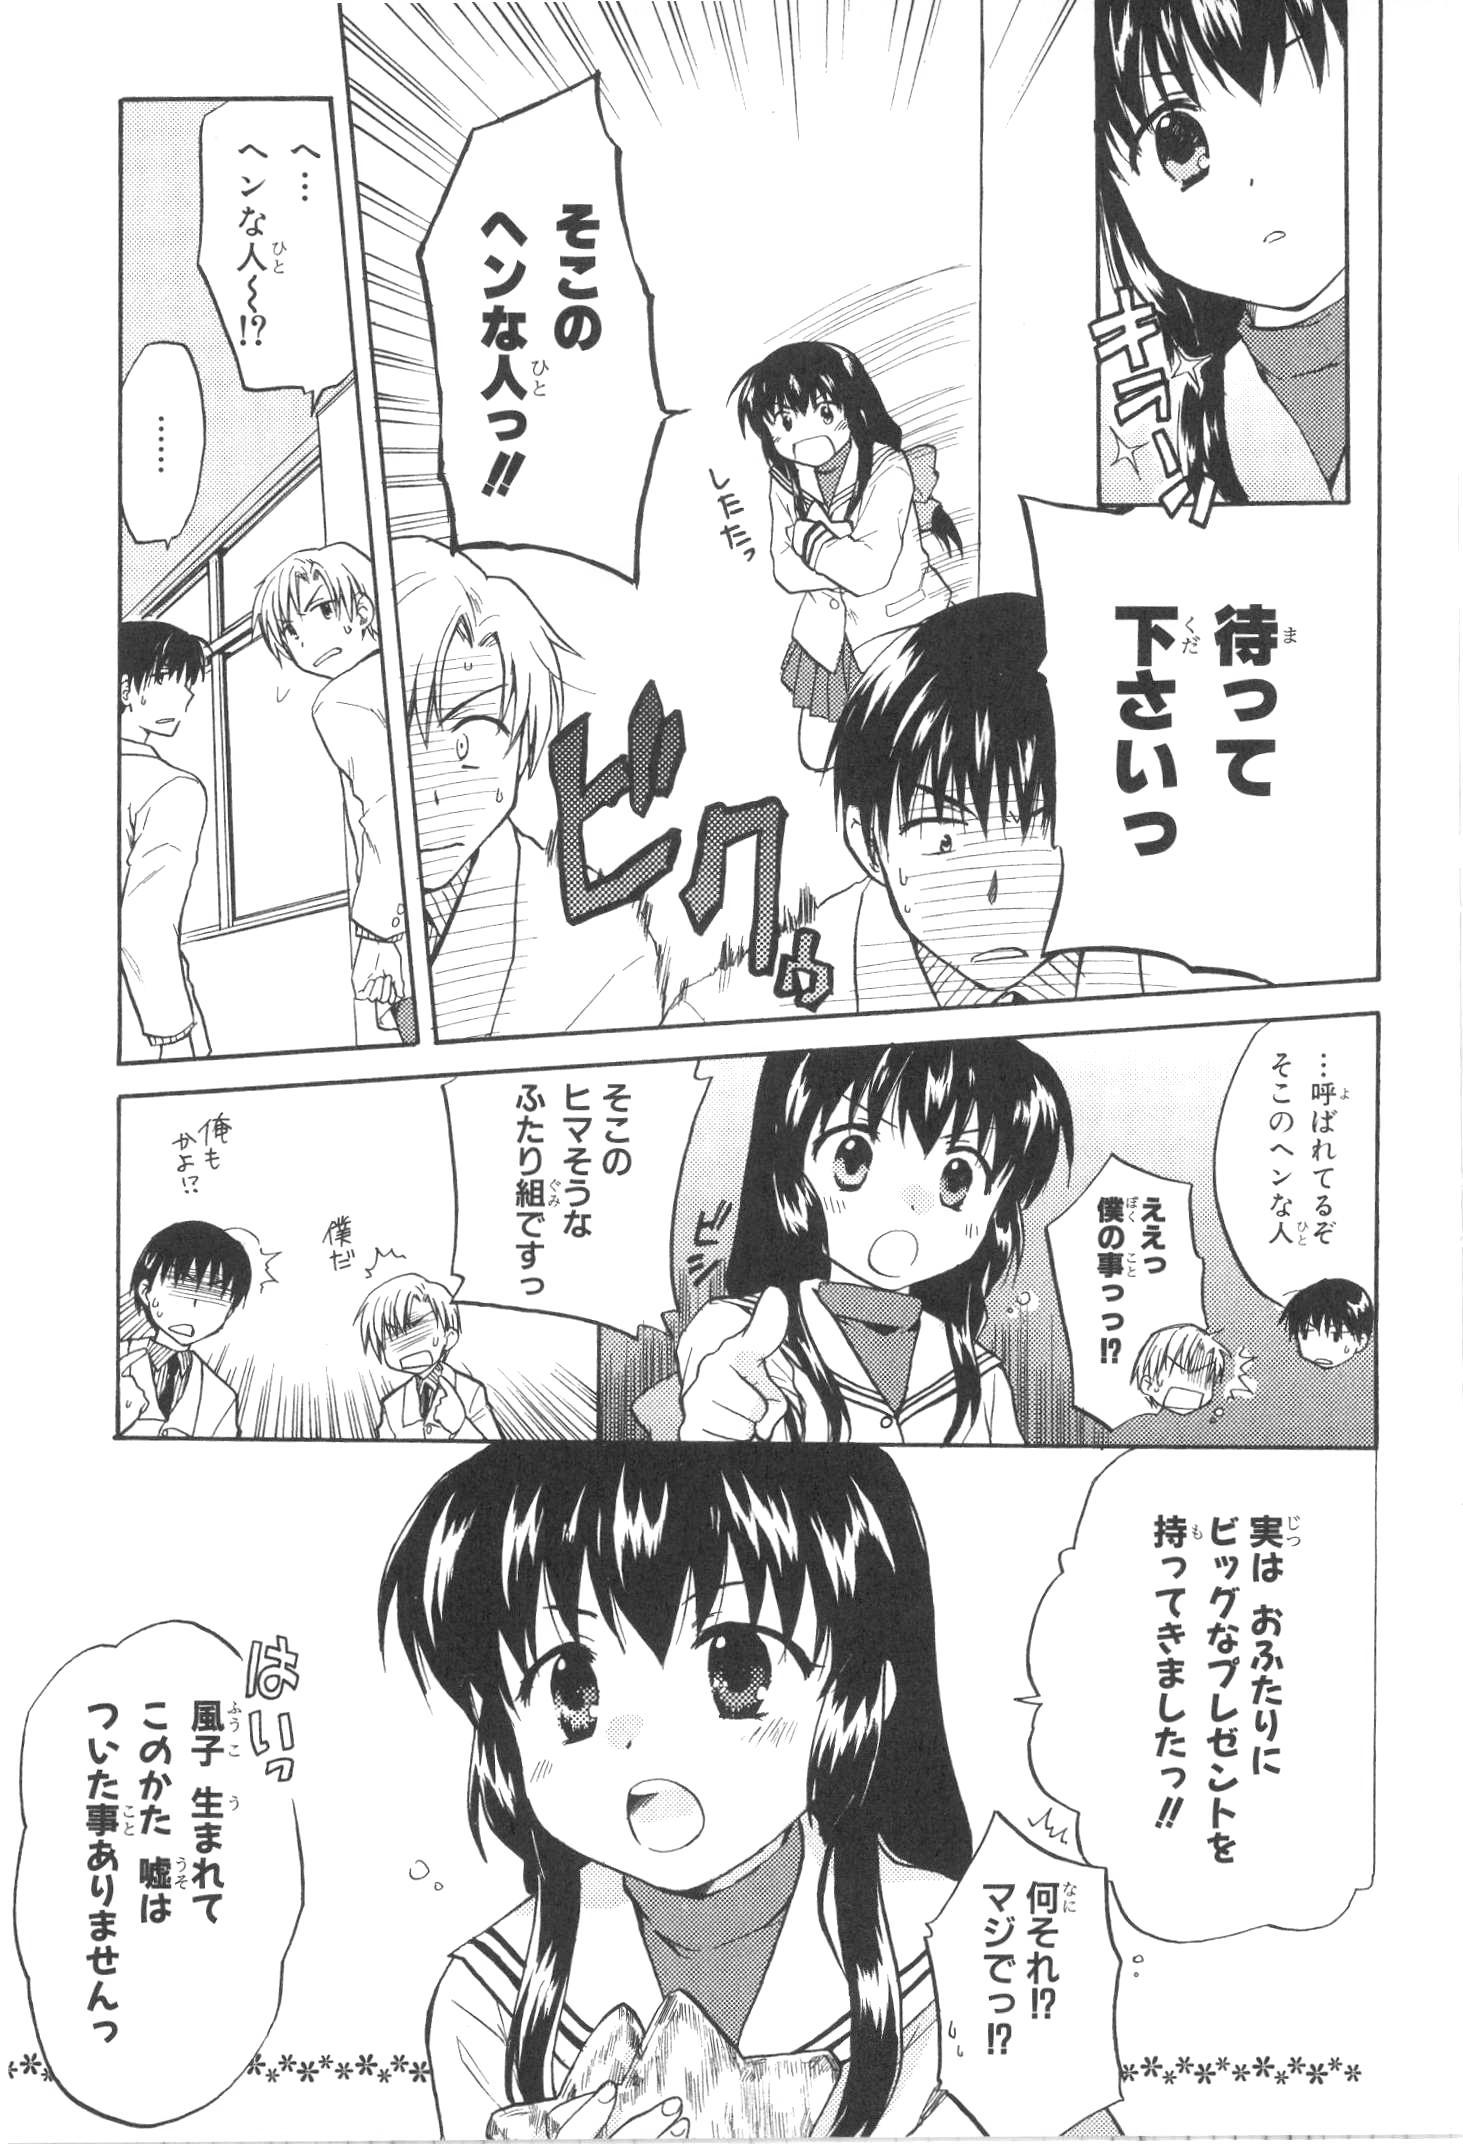 キラーッ
待って
下さいっ
そこの
ヘンな人っ!!
したたっ
ビクゥ
へ…
ヘンな人〜!?
……
…呼ばれてるぞ
そこのヘンな人
ええっ
僕の事っっ!?
ビシ
そこの
ヒマそうな
ふたり組ですっ
僕だ
俺も
かよ!?
実は おふたりに
ビッグなプレゼントを
持ってきましたっ!!
何それ!?
マジでっ!?
はいっ
風子 生まれて
このかた 嘘は
ついた事ありませんっ